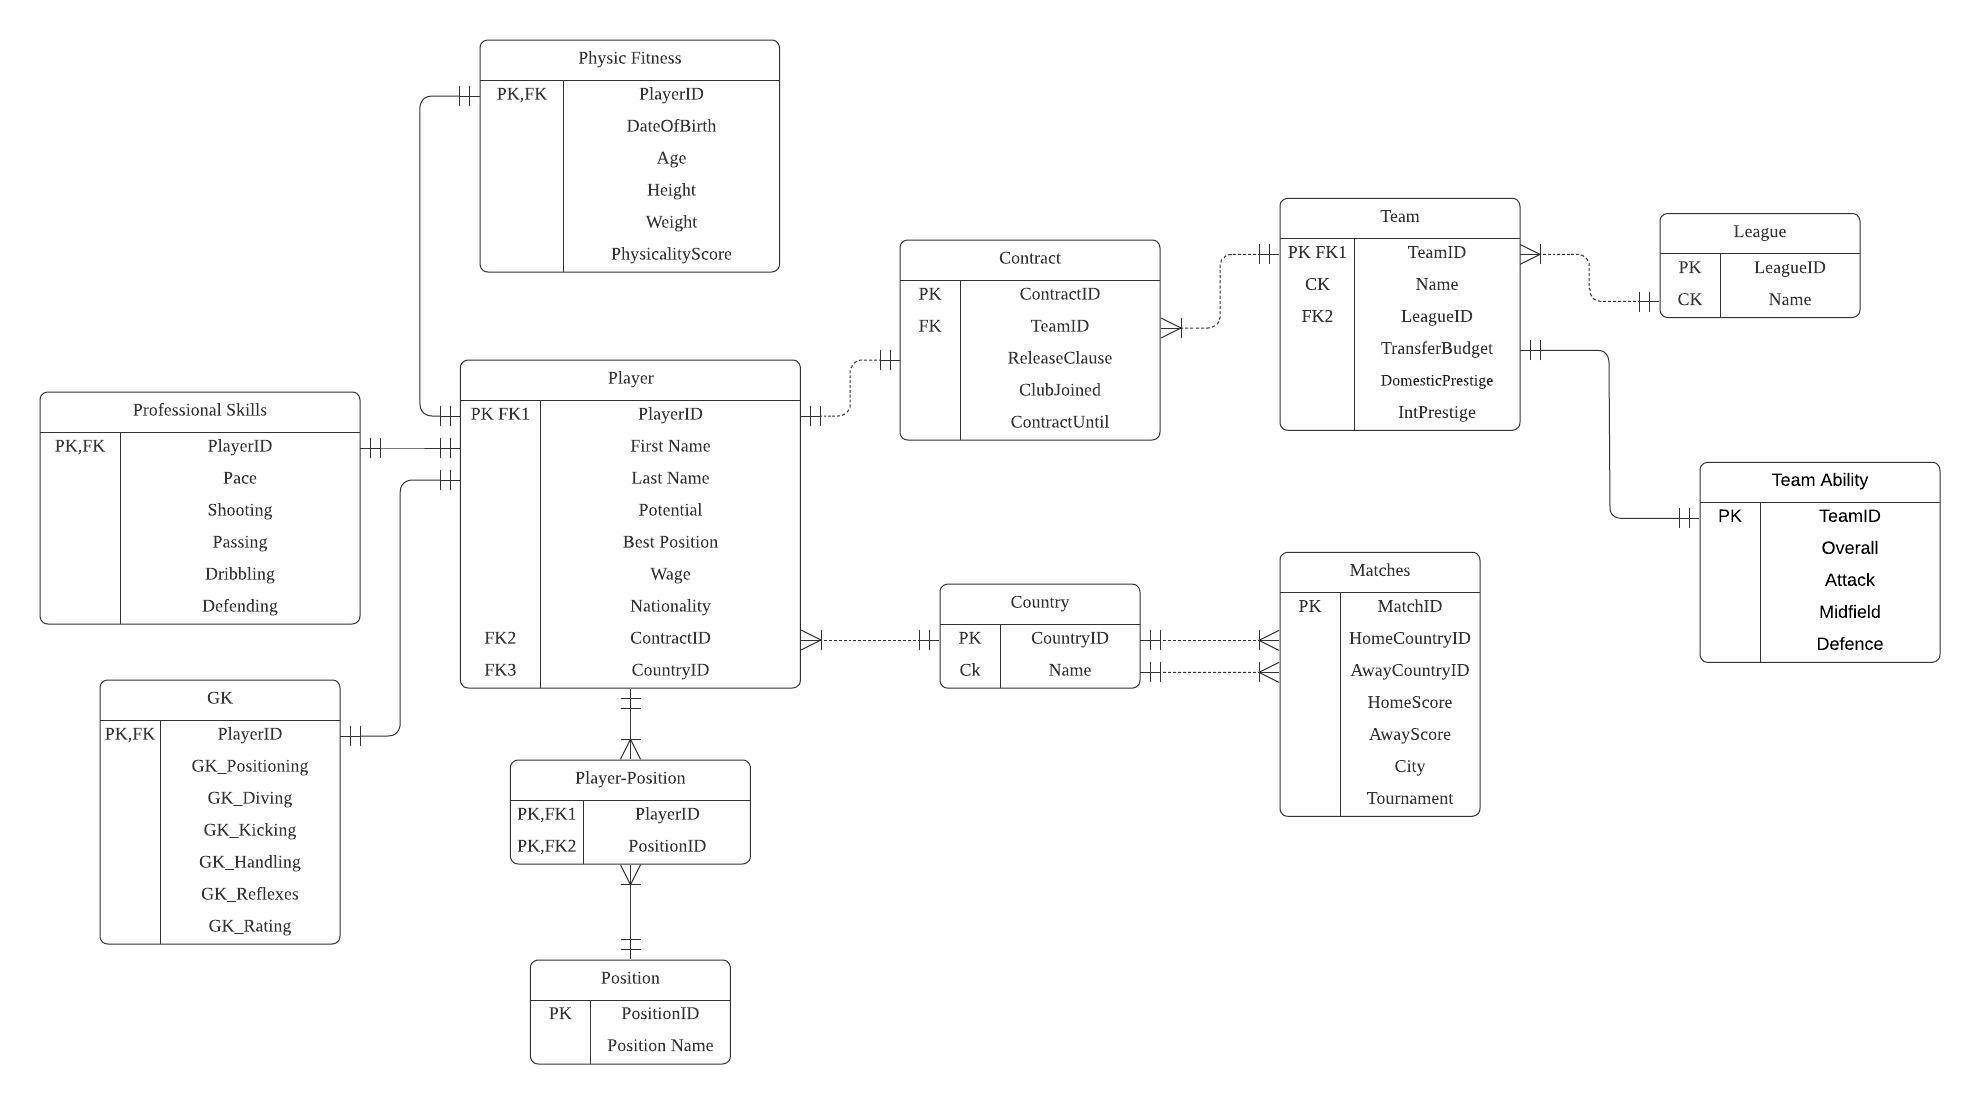 Physic Fitness
PK,FK PlayerID
DateOfBirth
Age
Height
Weight
PhysicalityScore
Professional Skills
PK,FK PlayerID
Pace
Shooting
Passing
Dribbling
Defending
GK
PK,FK PlayerID
GK_Positioning
GK_Diving
GK_Kicking
GK_Handling
GK_Reflexes
GK_Rating
Player
PK FK1 PlayerID
First Name
Last Name
Potential
Best Position
Wage
Nationality
FK2 ContractID
FK3 CountryID
Player-Position
PK,FK1 PlayerID
PK,FK2 PositionID
Position
PK PositionID
Position Name
Contract
PK ContractID
FK TeamID
ReleaseClause
ClubJoined
ContractUntil
Country
PK CountryID
Ck Name
Team
PK FK1 TeamID
CK Name
FK2 LeagueID
TransferBudget
DomesticPrestige
IntPrestige
Matches
PK MatchID
HomeCountryID
AwayCountryID
HomeScore
AwayScore
City
Tournament
League
PK LeagueID
CK Name
Team Ability
PK TeamID
Overall
Attack
Midfield
Defence